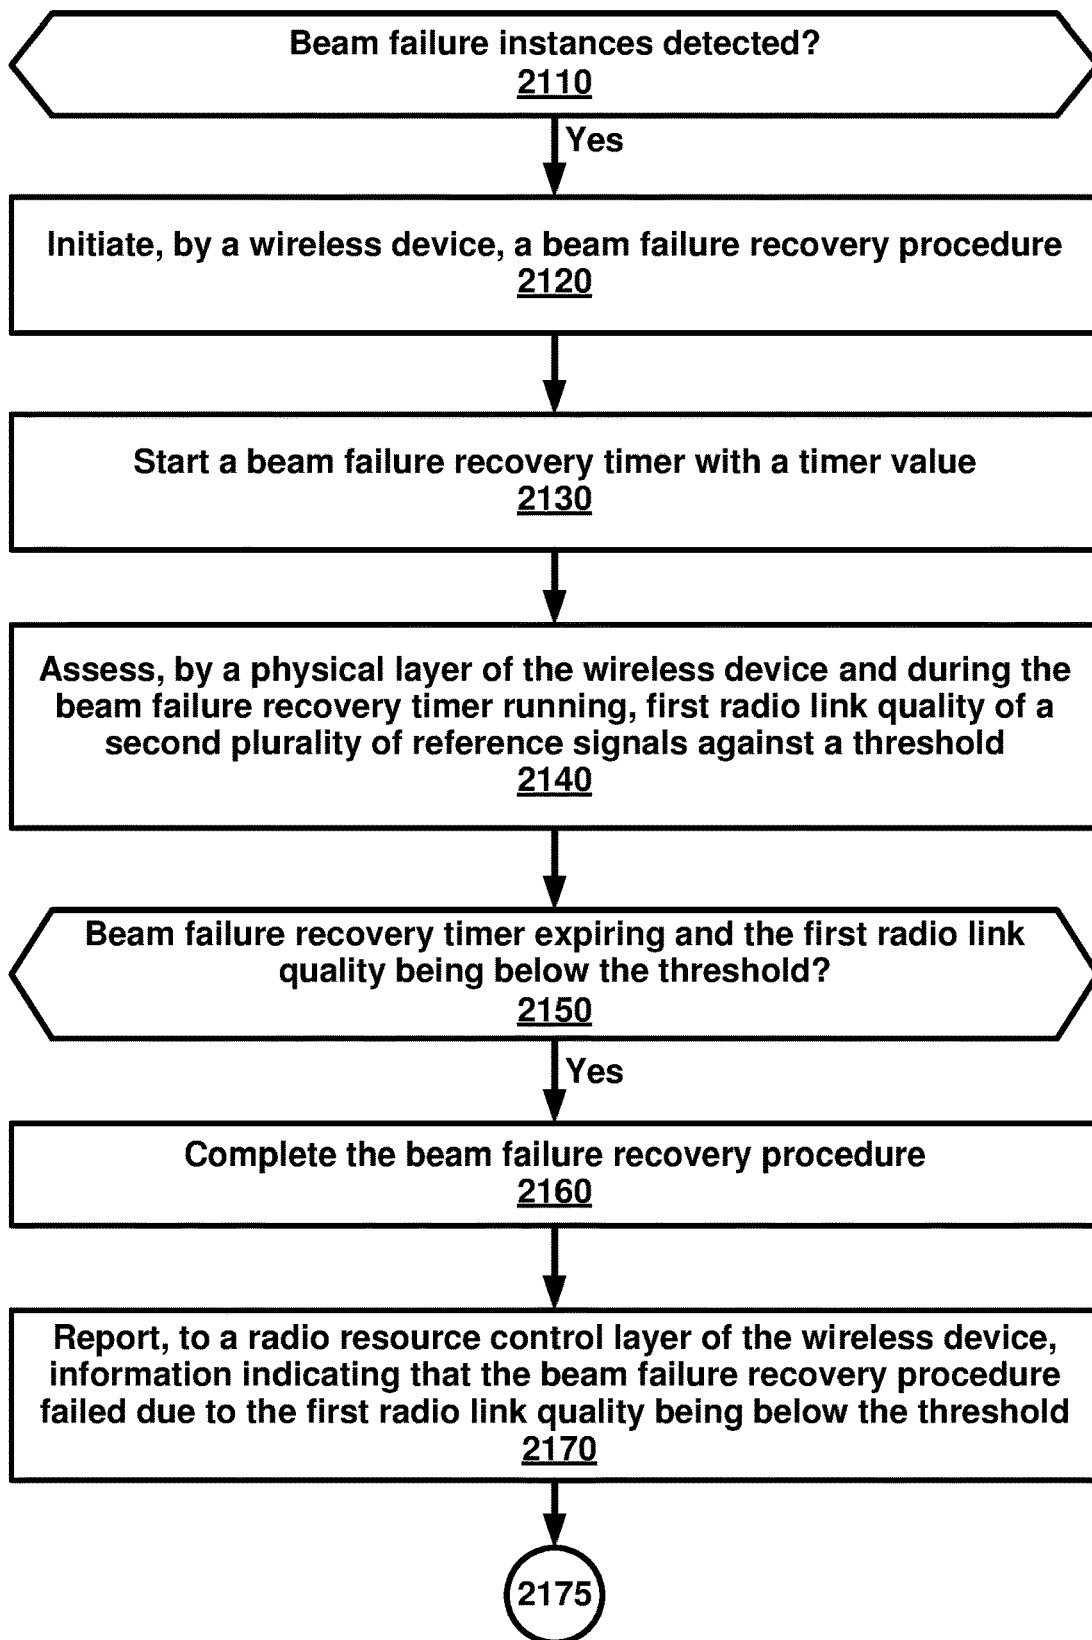 Beam failure instances detected?
2110
Yes
Initiate, by a wireless device, a beam failure recovery procedure
2120
Start a beam failure recovery timer with a timer value
2130
Assess, by a physical layer of the wireless device and during the
beam failure recovery timer running, first radio link quality of a
second plurality of reference signals against a threshold
2140
Beam failure recovery timer expiring and the first radio link
quality being below the threshold?
2150
Yes
Complete the beam failure recovery procedure
2160
Report, to a radio resource control layer of the wireless device,
information indicating that the beam failure recovery procedure
failed due to the first radio link quality being below the threshold
2170
2175